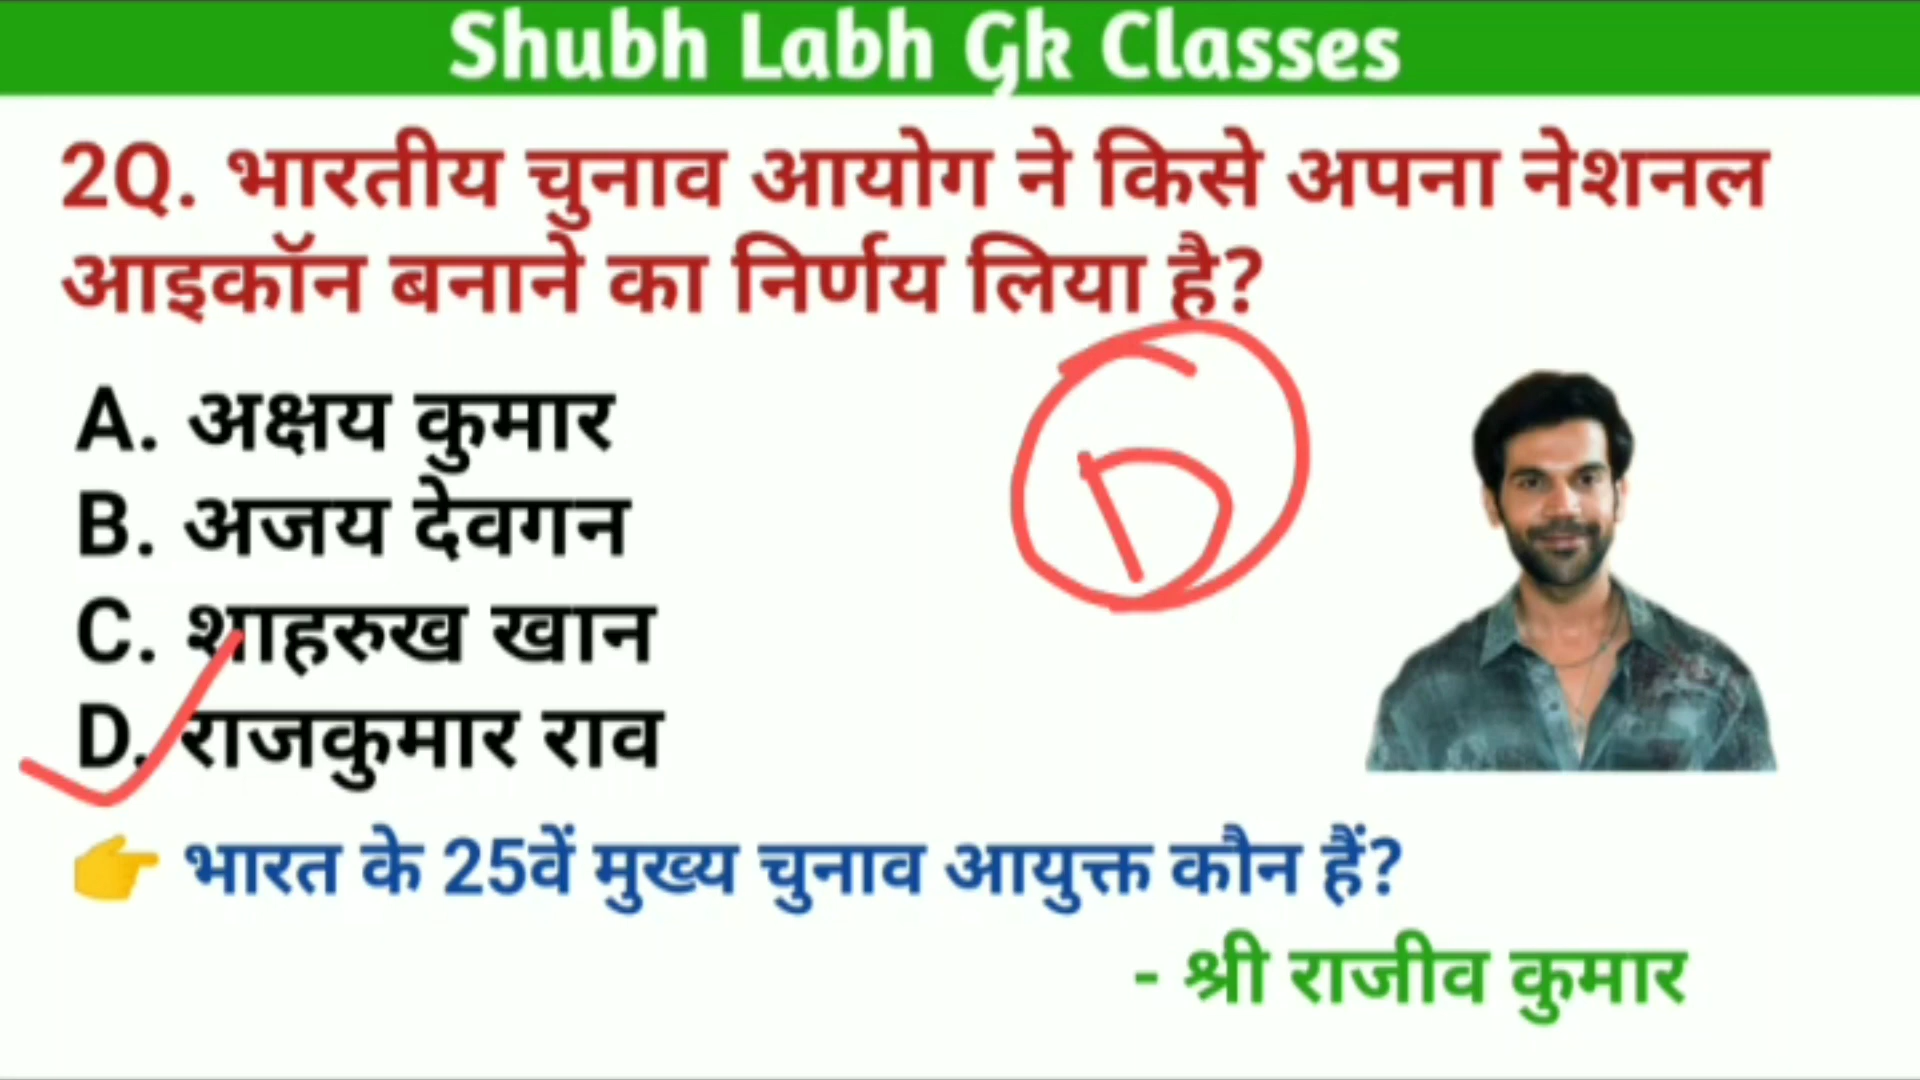 Shubh Labh Gk Classes
2Q. भारतीय चुनाव आयोग ने किसे अपना नेशनल
आइकॉन बनाने का निर्णय लिया है?
A. अक्षय कुमार
B. अजय देवगन
C. शाहरुख खान
D. राजकुमार राव
D
👉 भारत के 25वें मुख्य चुनाव आयुक्त कौन हैं?
- श्री राजीव कुमार